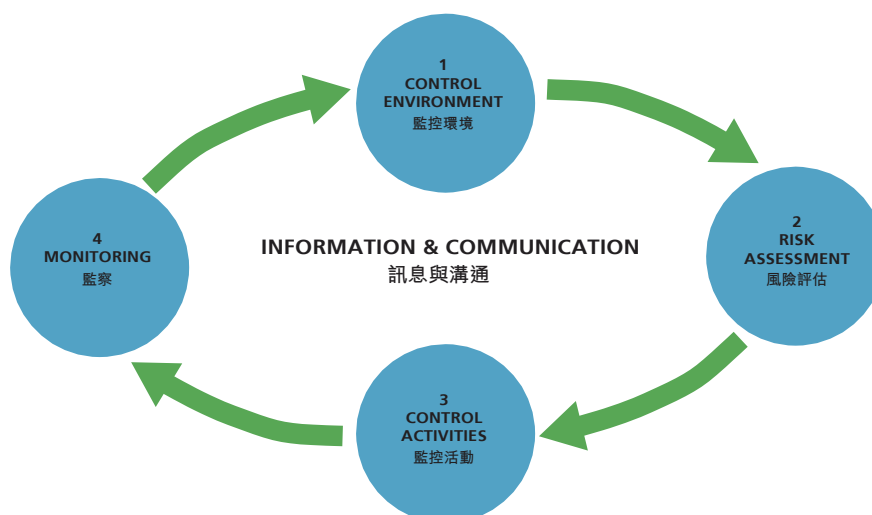 1
CONTROL
ENVIRONMENT
監控環境
2
RISK
ASSESSMENT
風險評估
3
CONTROL
ACTIVITIES
監控活動
4
MONITORING
監察
INFORMATION & COMMUNICATION
訊息與溝通